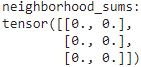 neighborhood_sums:
tensor([[0., 0.],
        [0., 0.],
        [0., 0.]])